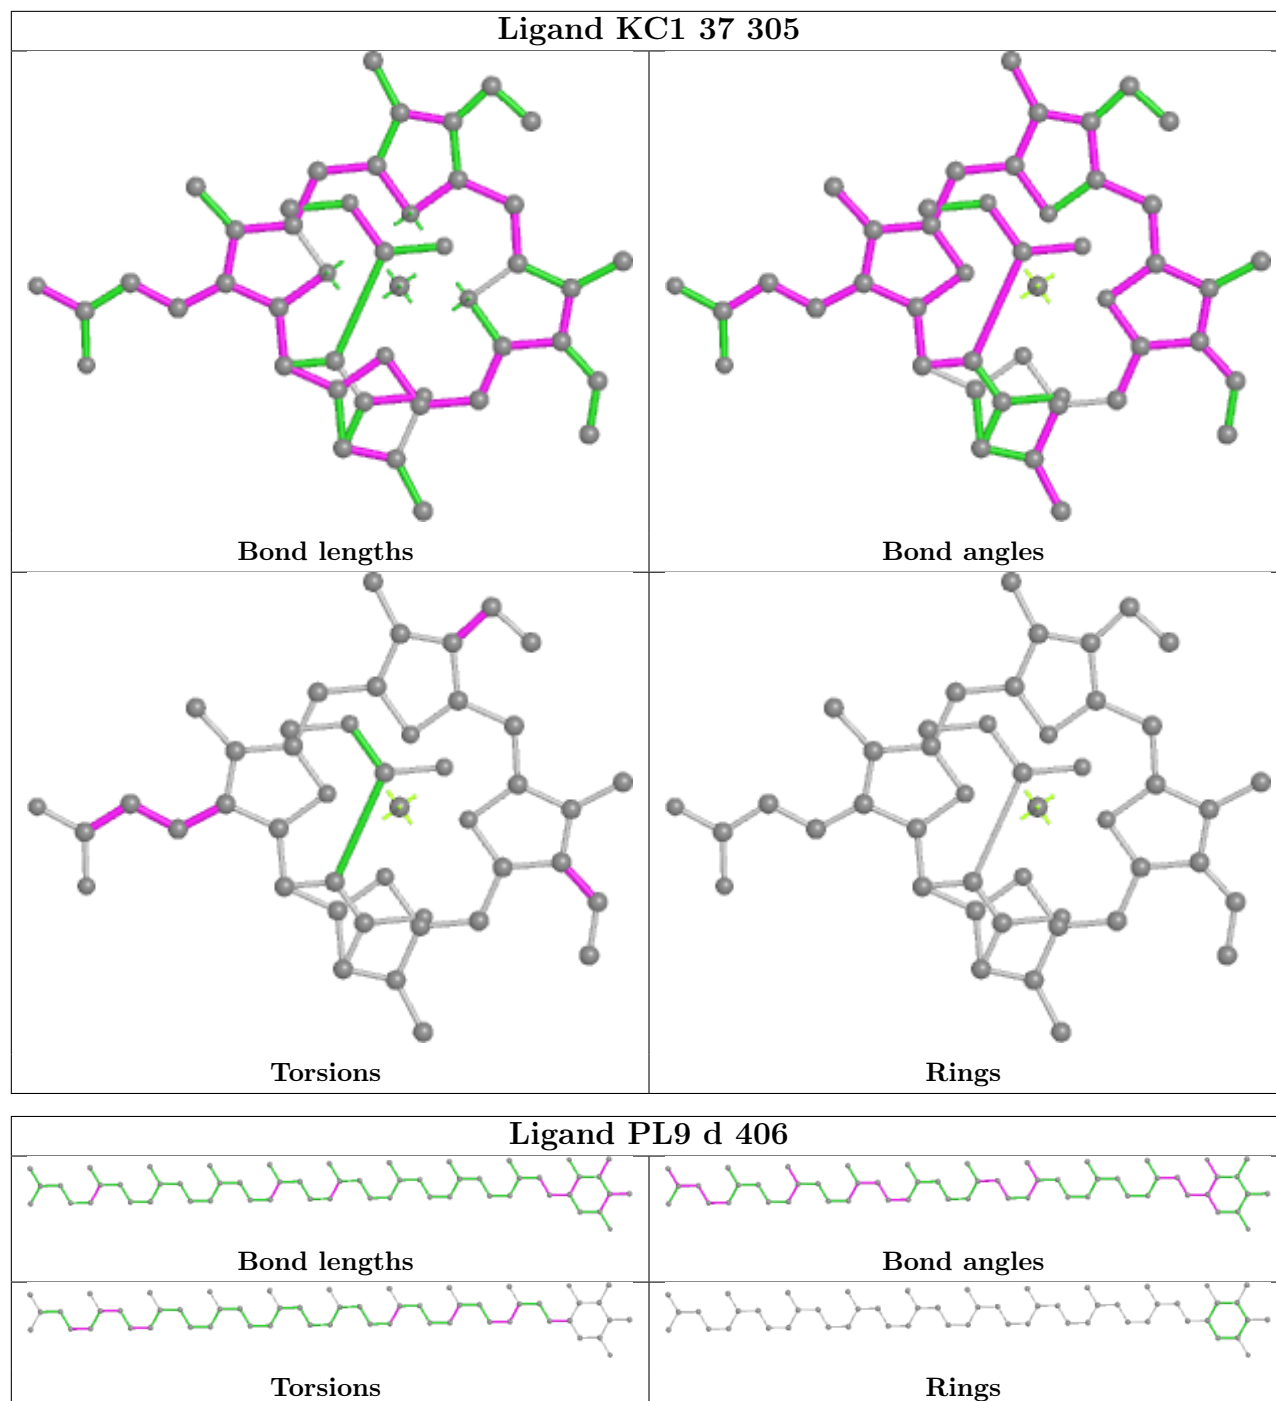 Ligand KC1 37 305
Bond lengths
Bond angles
Torsions
Rings
Ligand PL9 d 406
Bond lengths
Bond angles
Torsions
Rings